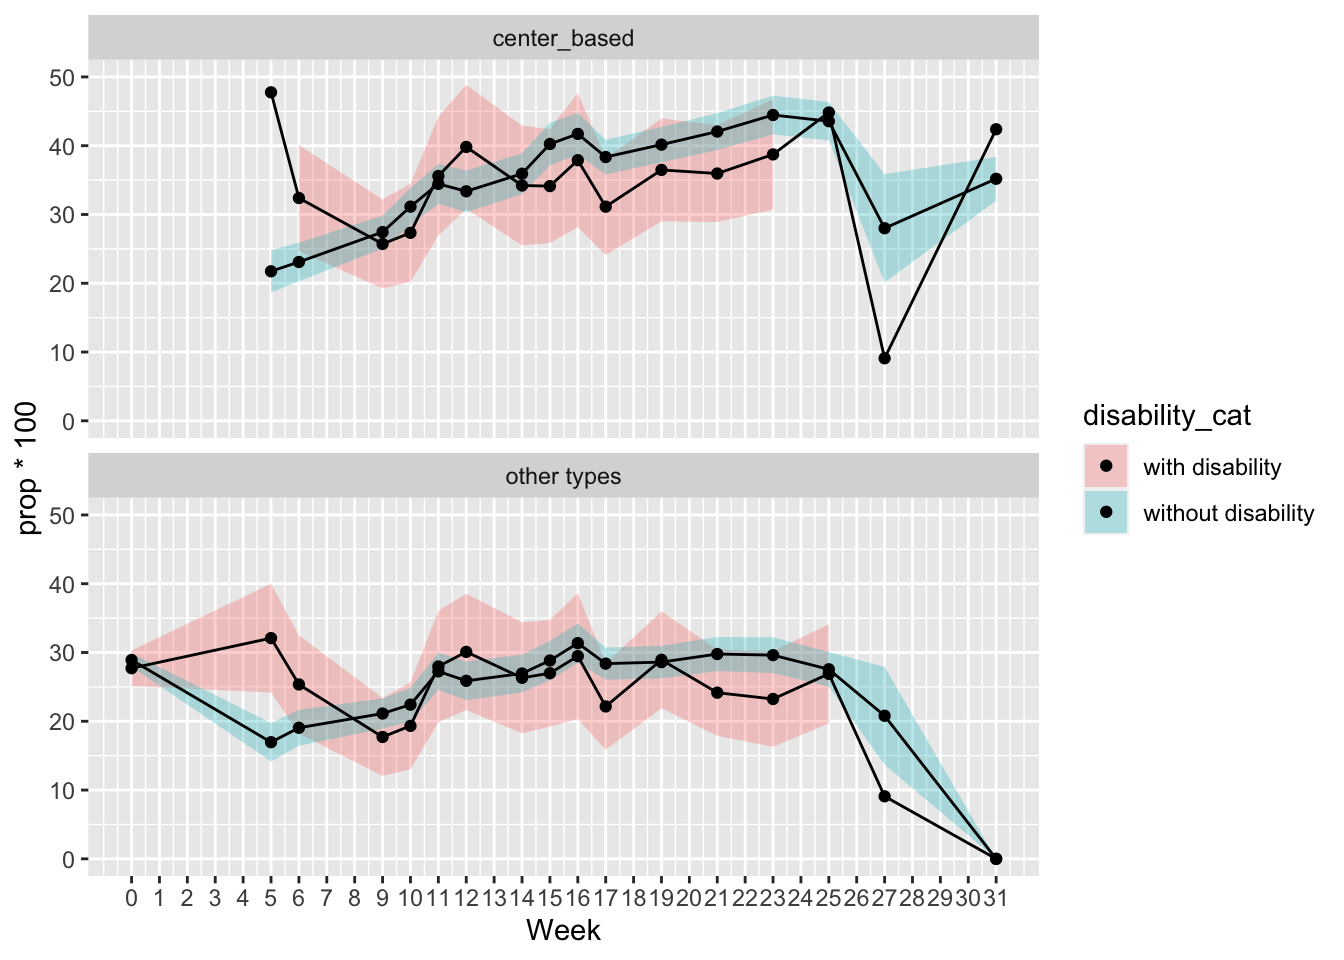 center_based
50
40
30
20
10
0
other types
50
40
30
20
10
0
0 1 2 3 4 5 6 7 8 9 10 11 12 13 14 15 16 17 18 19 20 21 22 23 24 25 26 27 28 29 30 31
Week
prop * 100
disability_cat
with disability
without disability